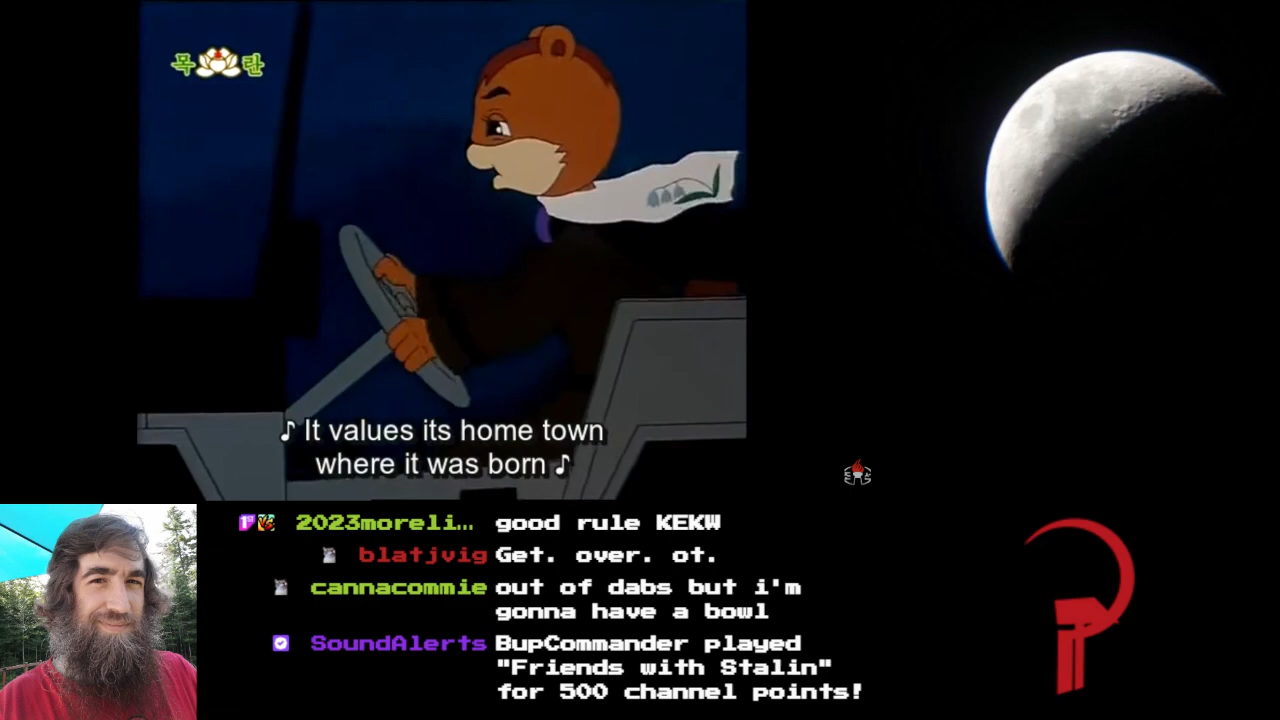 목란
♪ It values its home town
where it was born ♪
2023moreli... good rule KEKW
blatjvig Get. over. ot.
cannacommie out of dabs but i'm
gonna have a bowl
SoundAlerts BupCommander played
"Friends with Stalin"
for 500 channel points!